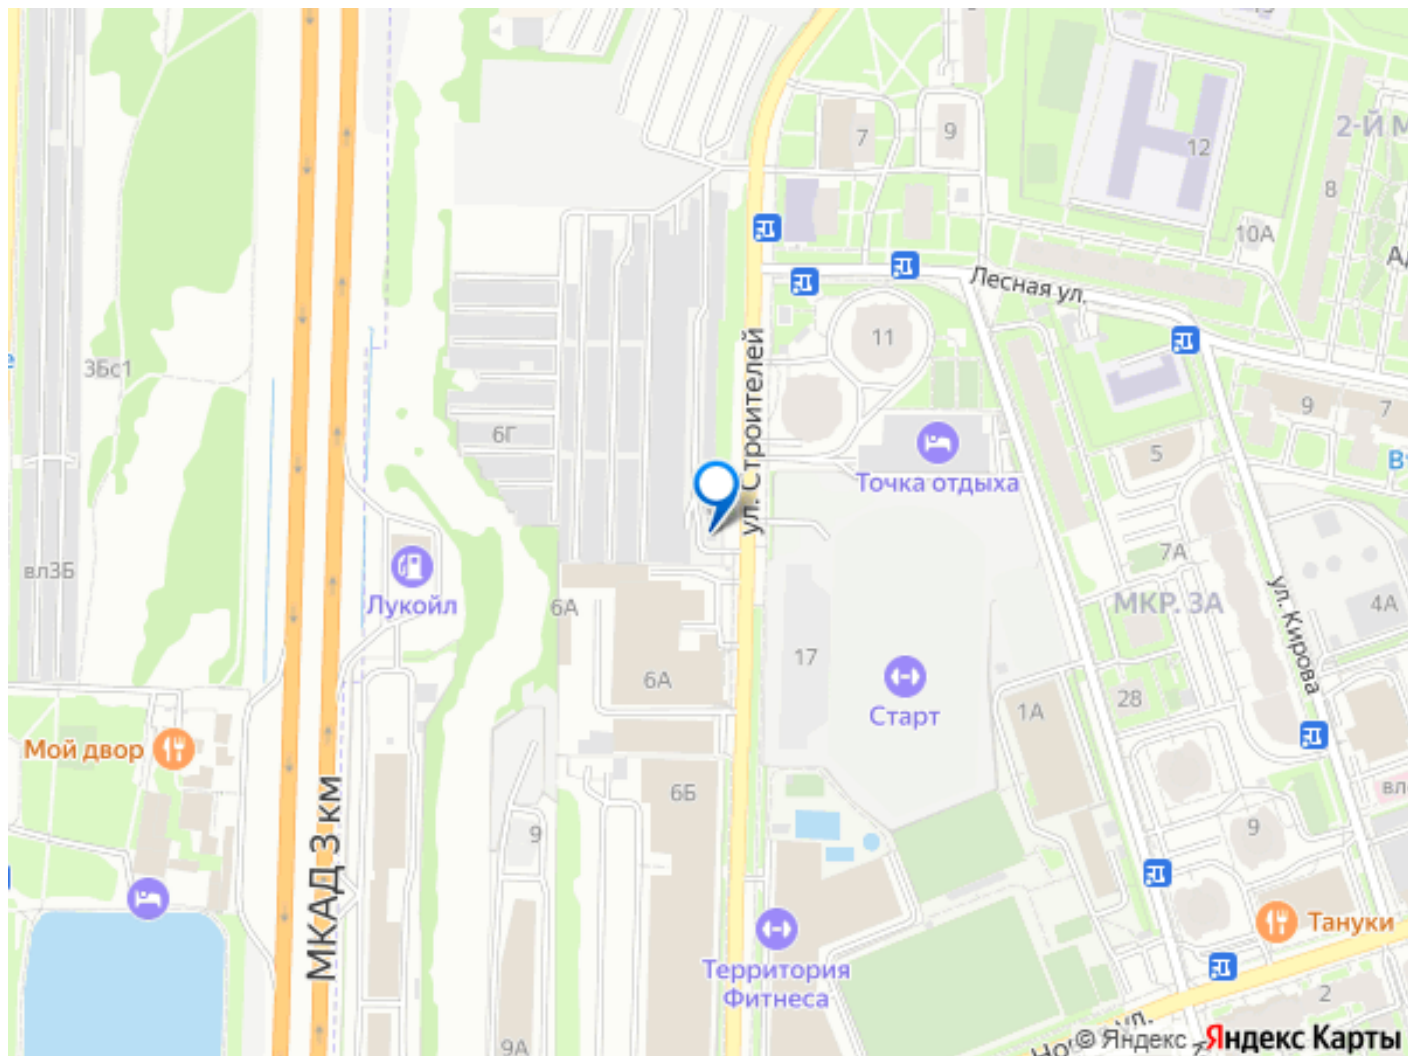 7
9
12
2-Й М
8
10А
Лесная ул.
11
3Бс1
ул. Строителей
6Г
9
7
5
Точка отдыха
вл3Б
Лукойл
6А
7А
МКР. 3А
ул. Кирова
4А
17
6А
Старт
1А
28
Мой двор
МКАД 3 км
6Б
9
9
Тануки
Территория
Фитнеса
2
9А
© Яндекс
Яндекс Карты